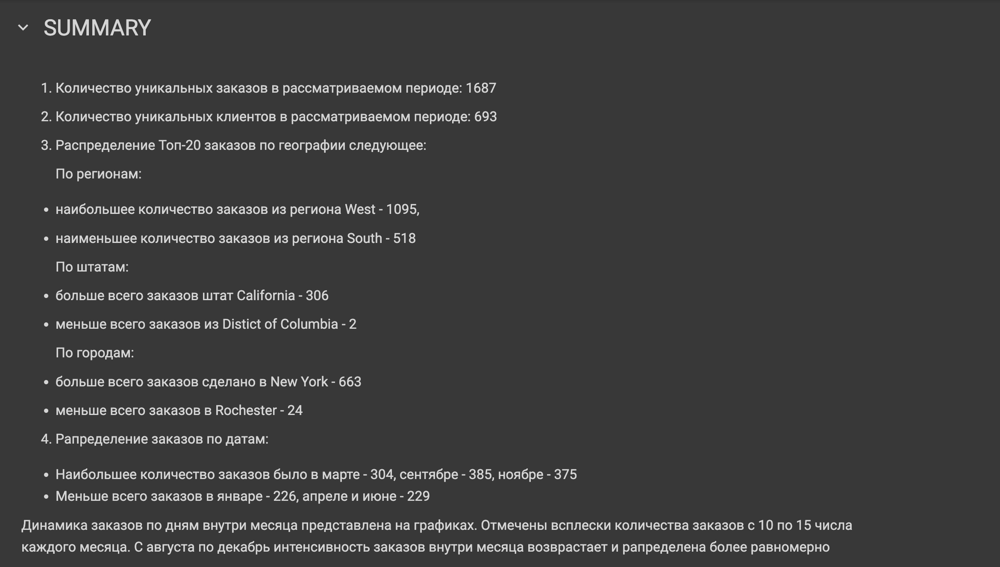 SUMMARY
1. Количество уникальных заказов в рассматриваемом периоде: 1687
2. Количество уникальных клиентов в рассматриваемом периоде: 693
3. Распределение Топ-20 заказов по географии следующее:
По регионам:
• наибольшее количество заказов из региона West - 1095,
• наименьшее количество заказов из региона South - 518
По штатам:
• больше всего заказов штат California - 306
• меньше всего заказов из Distict of Columbia - 2
По городам:
• больше всего заказов сделано в New York - 663
• меньше всего заказов в Rochester - 24
4. Рапределение заказов по датам:
• Наибольшее количество заказов было в марте - 304, сентябре - 385, ноябре - 375
• Меньше всего заказов в январе - 226, апреле и июне - 229
Динамика заказов по дням внутри месяца представлена на графиках. Отмечены всплески количества заказов с 10 по 15 числа
каждого месяца. С августа по декабрь интенсивность заказов внутри месяца возврастает и рапределена более равномерно